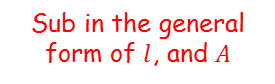 Sub in the general
form of l, and A